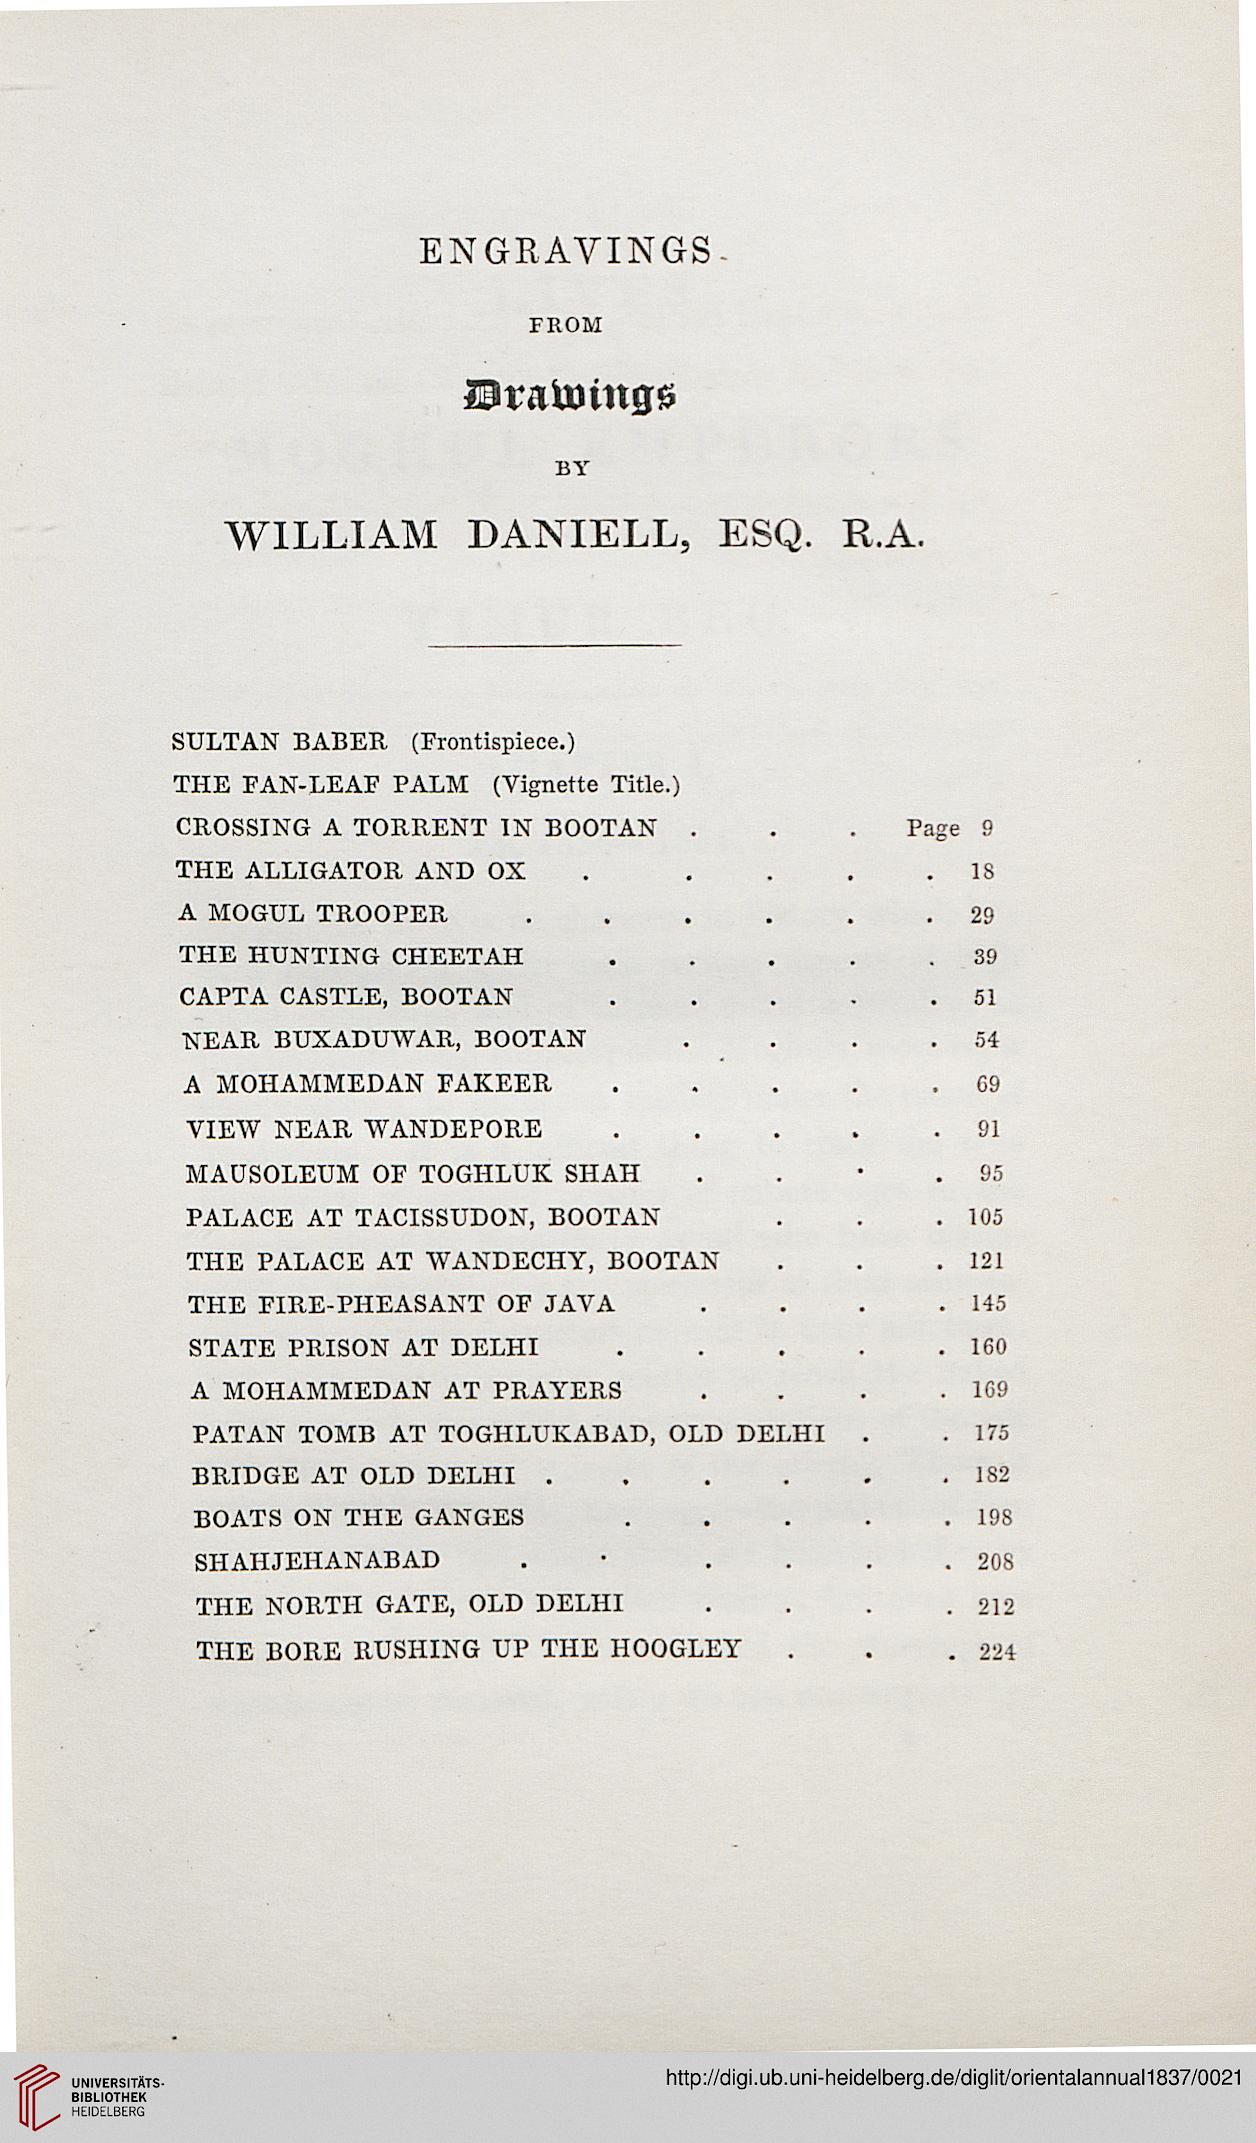 ENGRAVINGS
FROM
Drawings
BY
WILLIAM DANIELL, ESQ. R.A.
SULTAN BABER (Frontispiece.)
THE FAN-LEAF PALM (Vignette Title.)
CROSSING A TORRENT IN BOOTAN . . . Page 9
THE ALLIGATOR AND OX . . . . . 18
A MOGUL TROOPER . . . . . . 29
THE HUNTING CHEETAH . . . . . 39
CAPTA CASTLE, BOOTAN . . . . . 51
NEAR BUXADUWAR, BOOTAN . . . . 54
A MOHAMMEDAN FAKEER . . . . . 69
VIEW NEAR WANDEPORE . . . . . 91
MAUSOLEUM OF TOGHLUK SHAH . . . . 95
PALACE AT TACISSUDON, BOOTAN . . . 105
THE PALACE AT WANDECHY, BOOTAN . . . 121
THE FIRE-PHEASANT OF JAVA . . . . 145
STATE PRISON AT DELHI . . . . . 160
A MOHAMMEDAN AT PRAYERS . . . . 169
PATAN TOMB AT TOGHLUKABAD, OLD DELHI . . 175
BRIDGE AT OLD DELHI . . . . . . 182
BOATS ON THE GANGES . . . . . 198
SHAHJEHANABAD . . . . . . 208
THE NORTH GATE, OLD DELHI . . . . 212
THE BORE RUSHING UP THE HOOGLEY . . . 224
UNIVERSITÄTS-
BIBLIOTHEK
HEIDELBERG
http://digi.ub.uni-heidelberg.de/diglit/orientalannual1837/0021